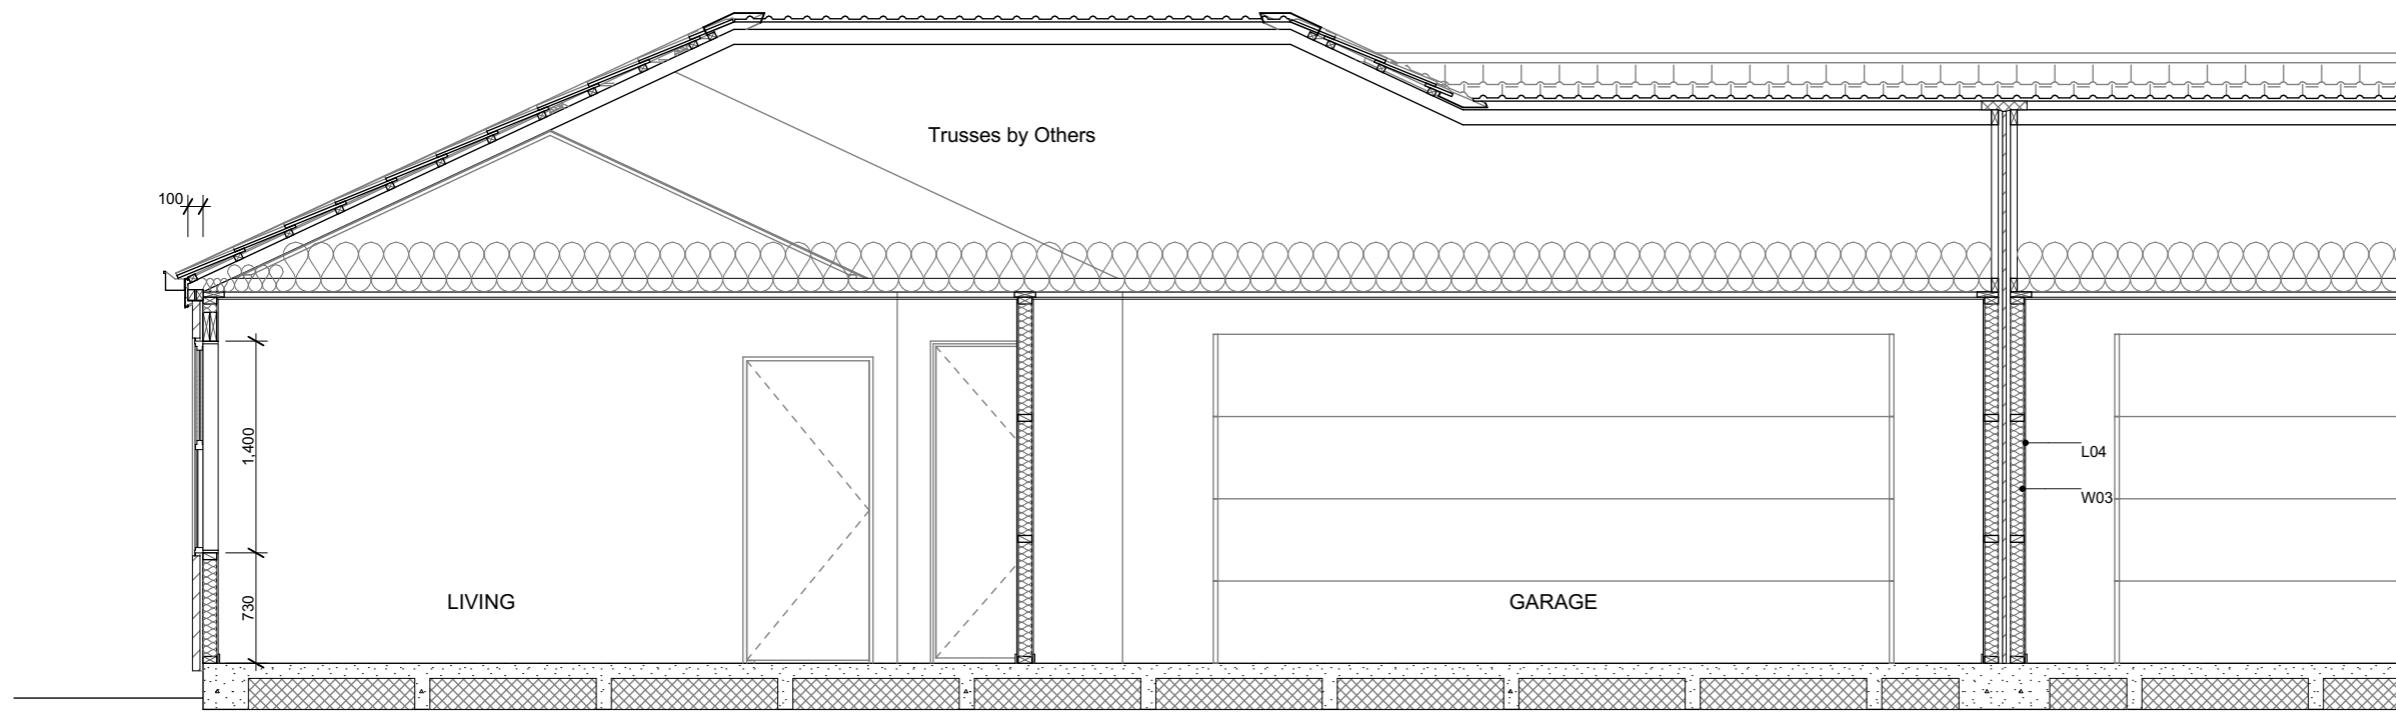 Trusses by Others
100
1,400
L04
W03
730
LIVING
GARAGE